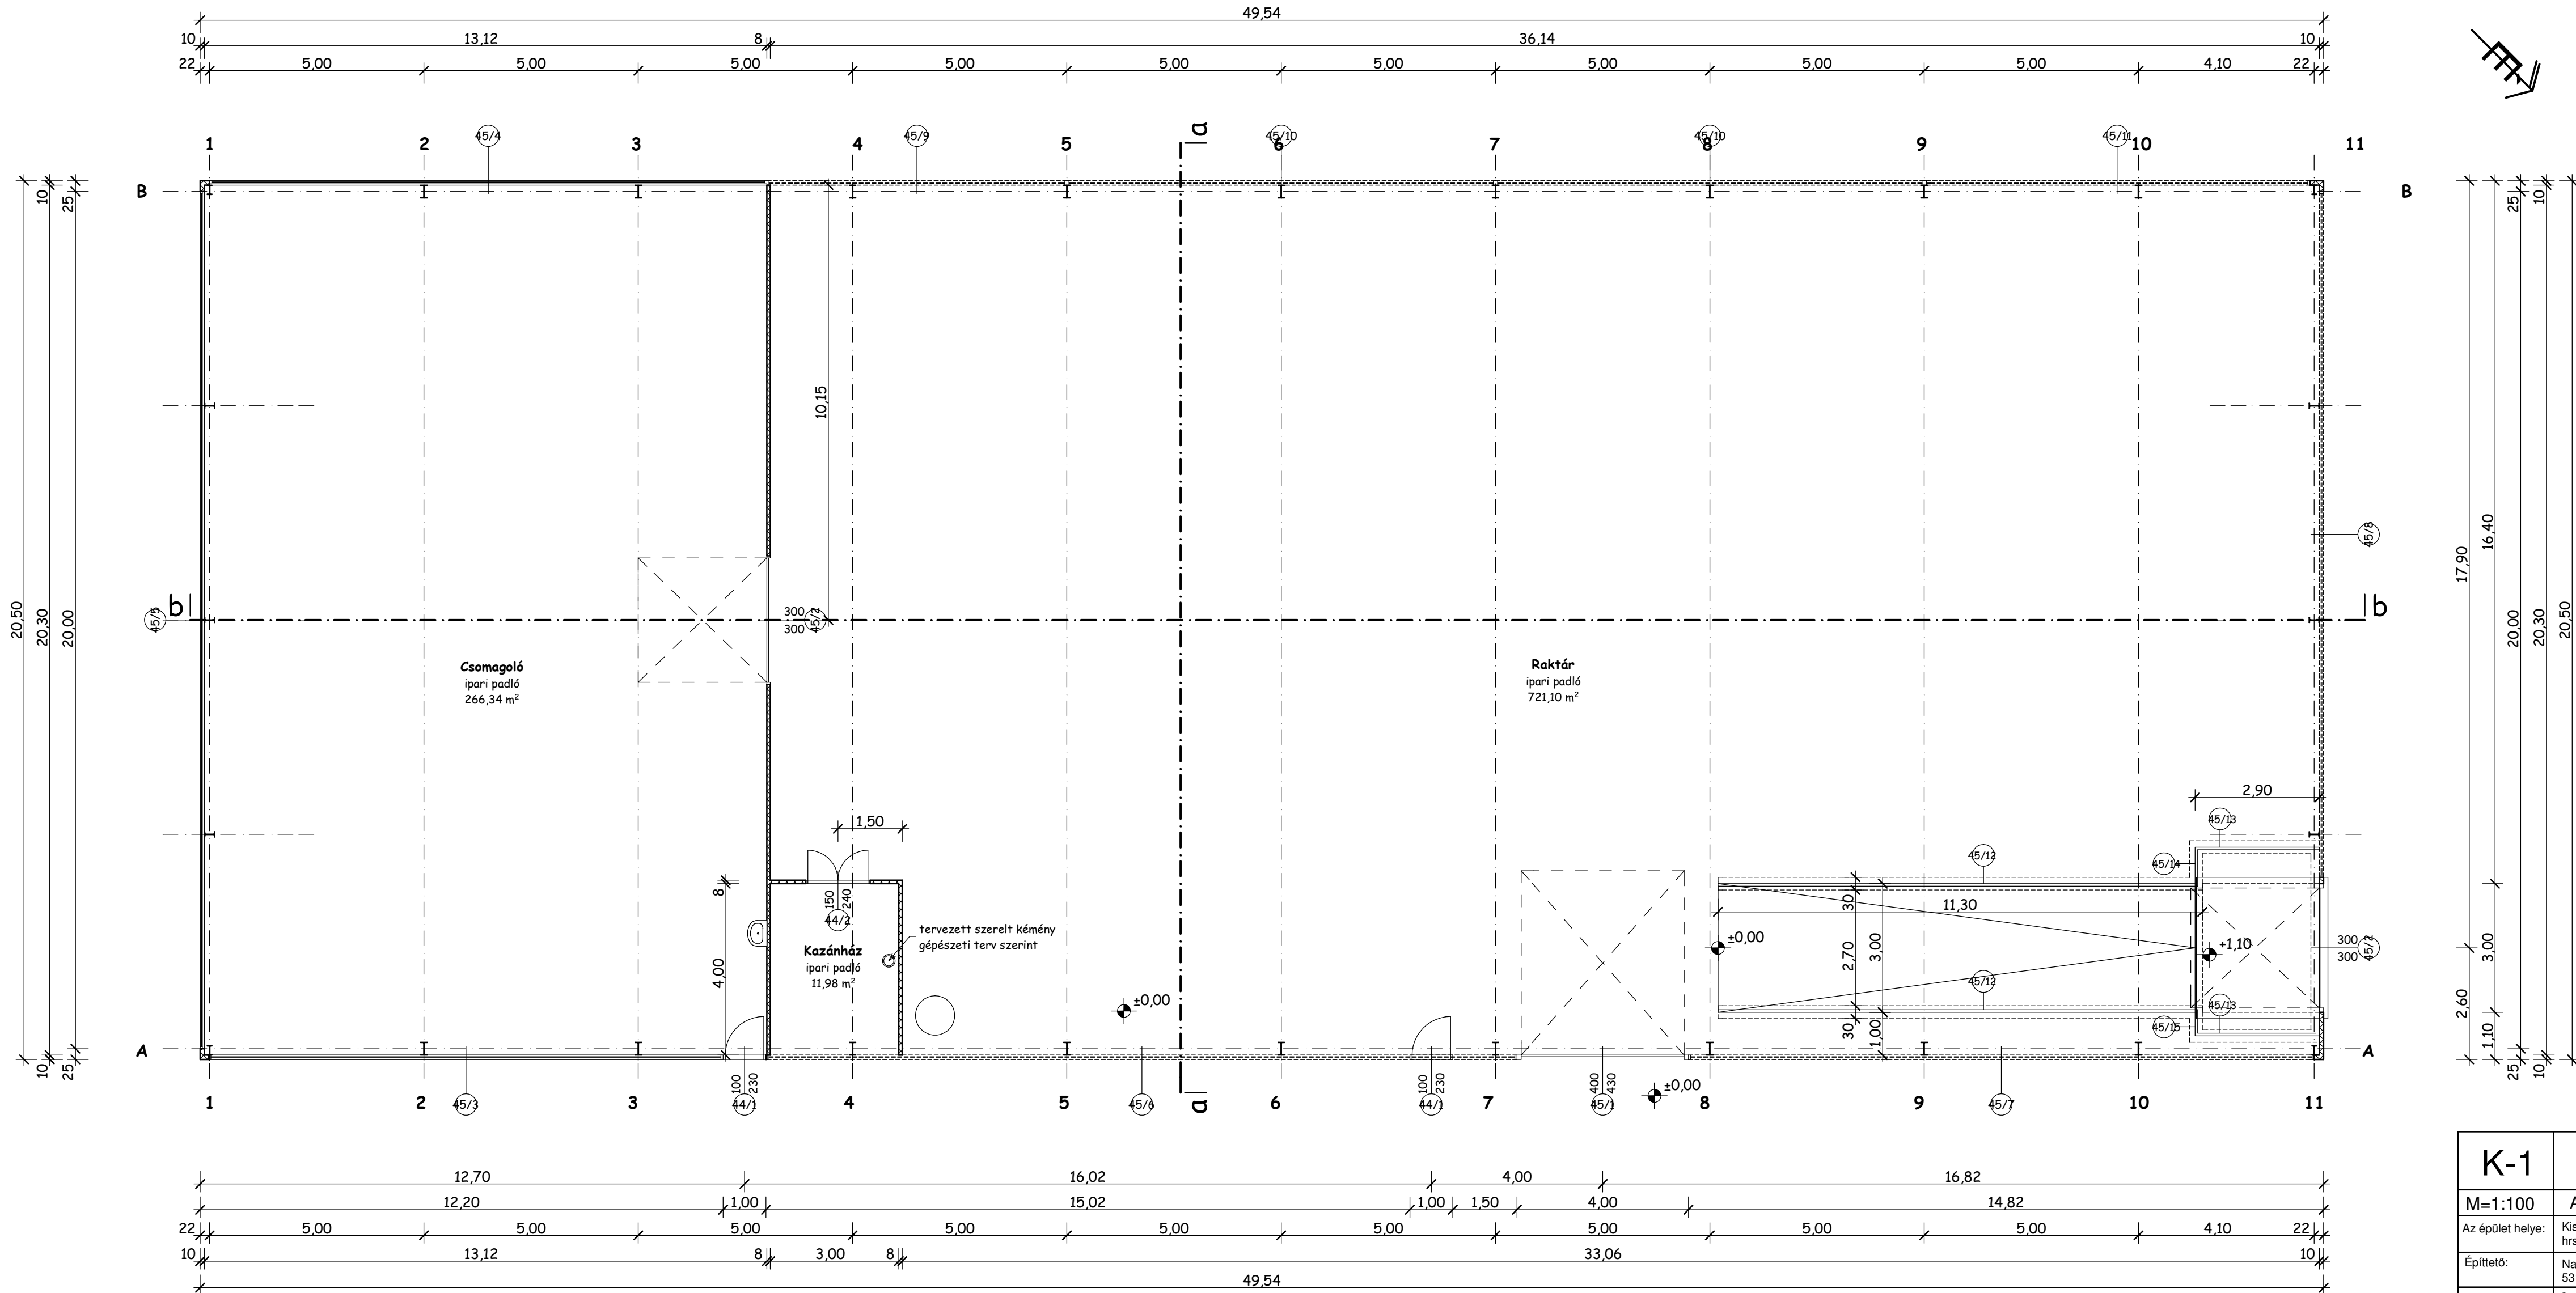 49,54
10 13,12 8 36,14 10
22 5,00 5,00 5,00 5,00 5,00 5,00 5,00 5,00 5,00 4,10 22
É
45/4 45/9 a 45/10 45/10 45/11
1 2 3 4 5 6 7 8 9 10 11
B B
20,50
10
20,30
25
20,00
10
25
10,15
45/8
17,90
16,40
25
10
20,00
20,30
20,50
b b
45/5
300
300
45/2
Csomagoló
ipari padló
266,34 m²
Raktár
ipari padló
721,10 m²
2,90
45/13
1,50
45/12
45/14
8
150
240
44/2
30
11,30
tervezett szerelt kémény
gépészeti terv szerint
Kazánház
ipari padló
11,98 m²
4,00
±0,00
2,70
3,00
+1,10
300
300
45/2
3,00
45/12
45/13
±0,00
2,60
30
1,00
45/15
1,10
25
10
A A
100
230
100
230
400
430
±0,00
1 2 3 4 5 6 7 8 9 10 11
45/3 44/1 45/6 a 44/1 45/1 45/7
12,70 16,02 4,00 16,82
12,20 1,00 15,02 1,00 1,50 4,00 14,82
22 5,00 5,00 5,00 5,00 5,00 5,00 5,00 5,00 5,00 4,10 22
10 13,12 8 3,00 8 33,06 10
49,54
K-1
M=1:100 A
Az épület helye: Kis
hrs
Építtető: Na
53